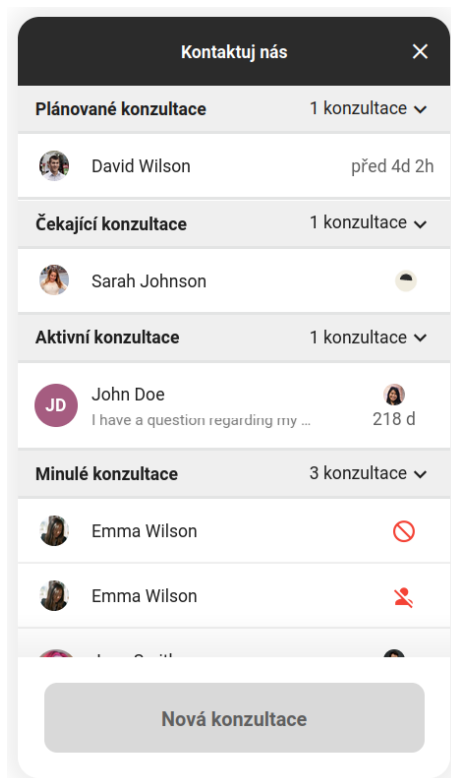 Kontaktuj nás
Plánované konzultace 1 konzultace
David Wilson před 4d 2h
Čekající konzultace 1 konzultace
Sarah Johnson
Aktivní konzultace 1 konzultace
JD John Doe
I have a question regarding my ... 218 d
Minulé konzultace 3 konzultace
Emma Wilson
Emma Wilson
Nová konzultace